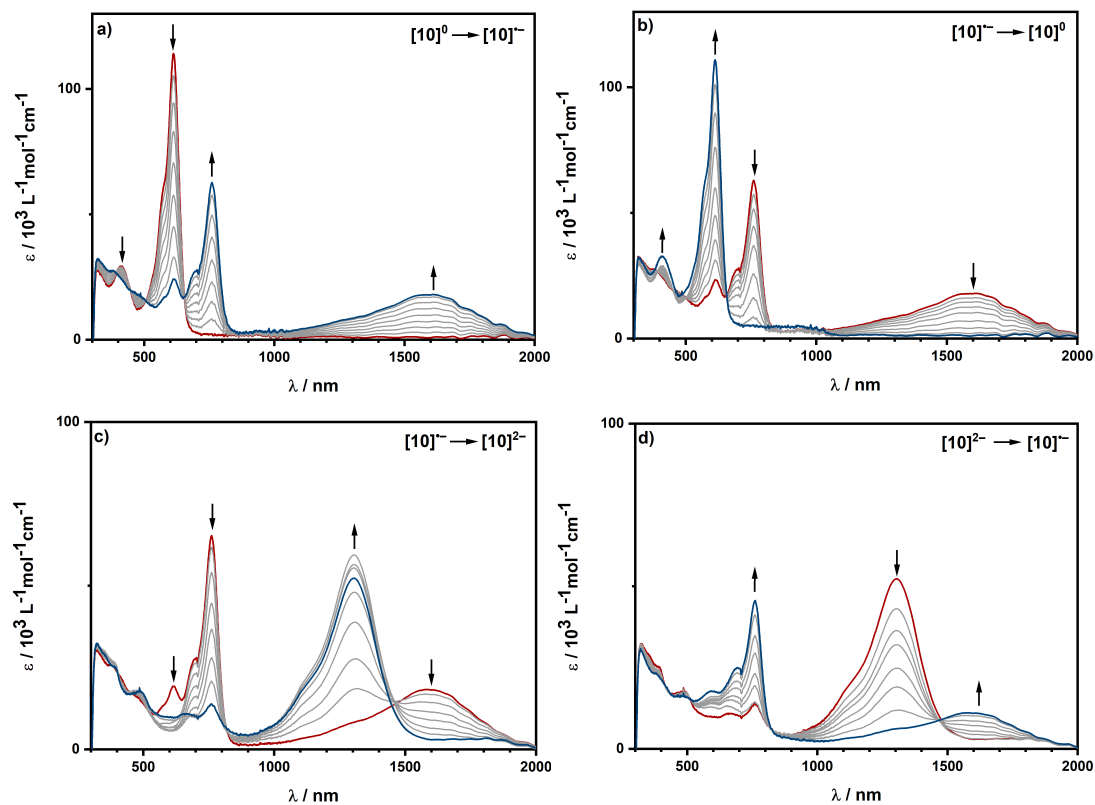 a)
[10]⁰ → [10]•⁻
ε / 10³ L⁻¹mol⁻¹cm⁻¹
100
0
500
1000
1500
2000
λ / nm
b)
[10]•⁻ → [10]⁰
ε / 10³ L⁻¹mol⁻¹cm⁻¹
100
0
500
1000
1500
2000
λ / nm
c)
[10]•⁻ → [10]²⁻
ε / 10³ L⁻¹mol⁻¹cm⁻¹
100
0
500
1000
1500
2000
λ / nm
d)
[10]²⁻ → [10]•⁻
ε / 10³ L⁻¹mol⁻¹cm⁻¹
100
0
500
1000
1500
2000
λ / nm